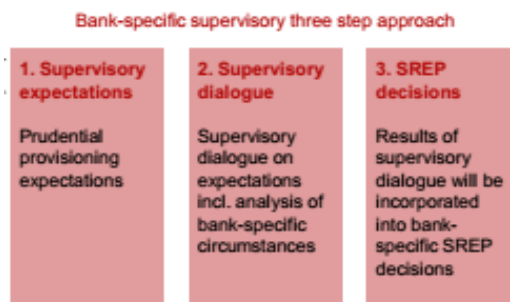 Bank-specific supervisory three step approach
1. Supervisory
expectations
Prudential
provisioning
expectations
2. Supervisory
dialogue
Supervisory
dialogue on
expectations
incl. analysis of
bank-specific
circumstances
3. SREP
decisions
Results of
supervisory
dialogue will be
incorporated
into bank-
specific SREP
decisions